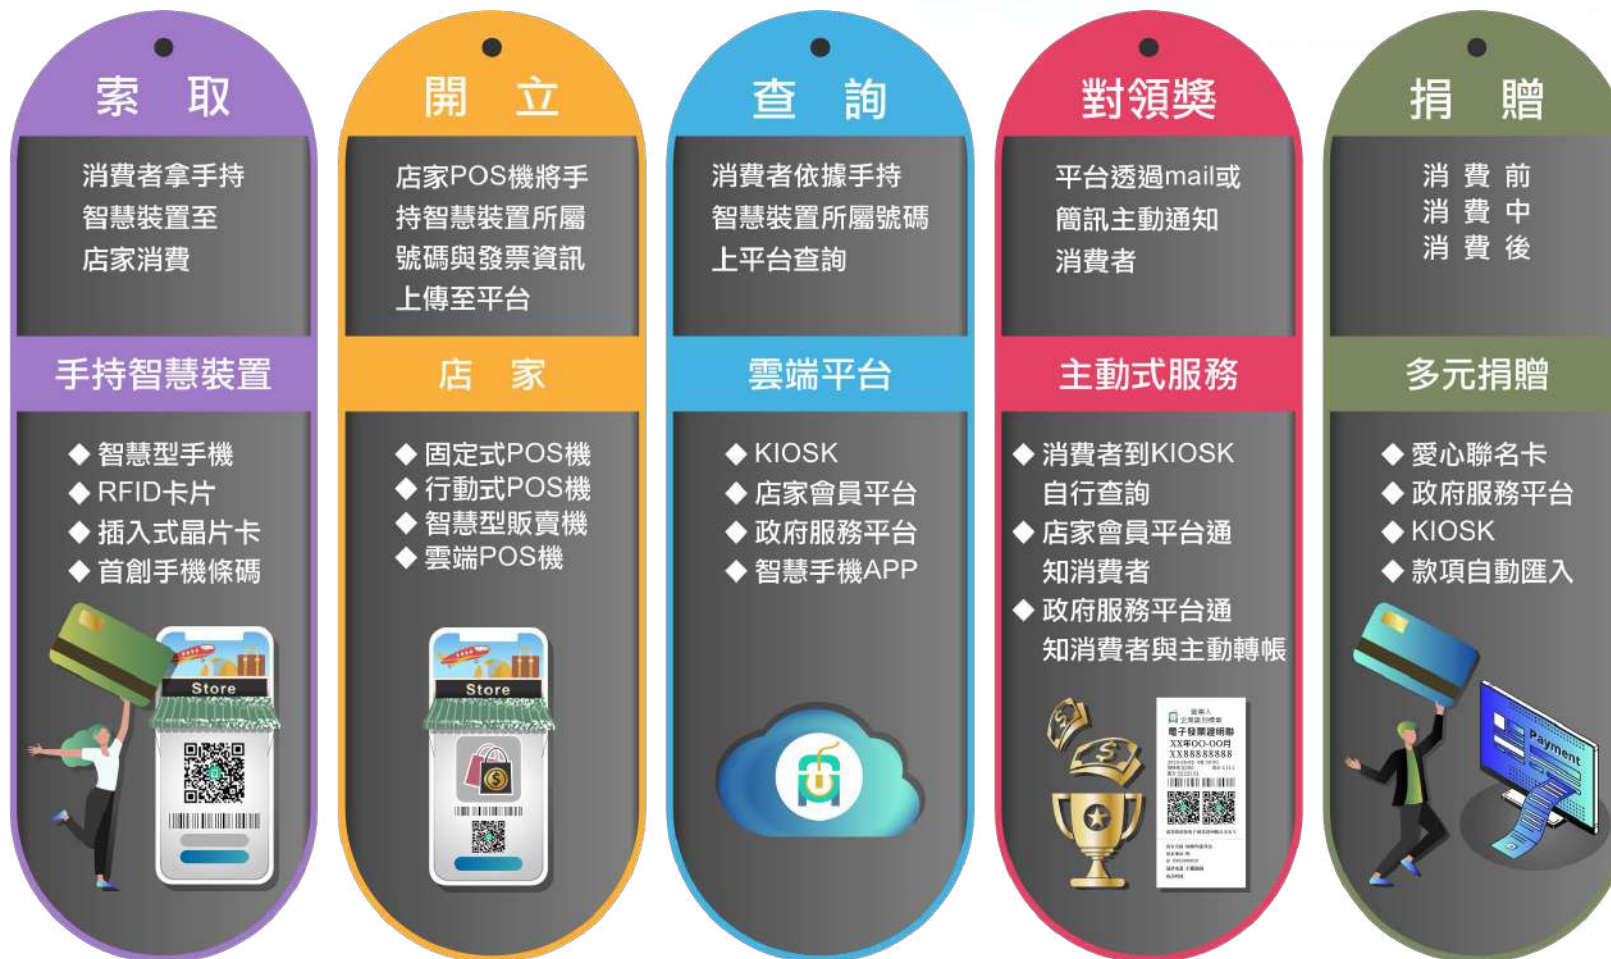 索 取
消費者拿手持
智慧裝置至
店家消費
手持智慧裝置
◆ 智慧型手機
◆ RFID卡片
◆ 插入式晶片卡
◆ 首創手機條碼
Store
開 立
店家POS機將手
持智慧裝置所屬
號碼與發票資訊
上傳至平台
店 家
◆ 固定式POS機
◆ 行動式POS機
◆ 智慧型販賣機
◆ 雲端POS機
Store
查 詢
消費者依據手持
智慧裝置所屬號碼
上平台查詢
雲端平台
◆ KIOSK
◆ 店家會員平台
◆ 政府服務平台
◆ 智慧手機APP
對領獎
平台透過mail或
簡訊主動通知
消費者
主動式服務
◆ 消費者到KIOSK
自行查詢
◆ 店家會員平台通
知消費者
◆ 政府服務平台通
知消費者與主動轉帳
電子發票證明聯
XX年OO-OO月
XX88888888
捐 贈
消 費 前
消 費 中
消 費 後
多元捐贈
◆ 愛心聯名卡
◆ 政府服務平台
◆ KIOSK
◆ 款項自動匯入
Payment